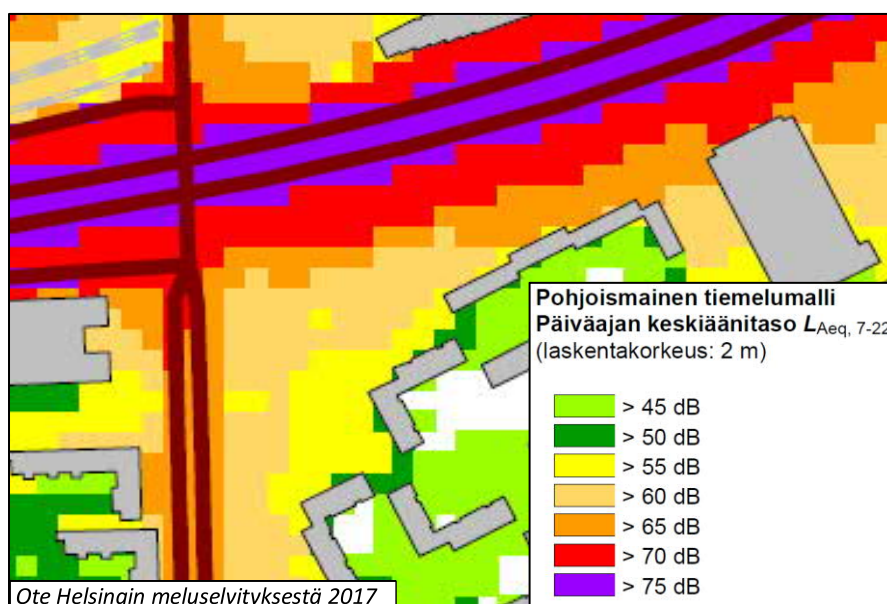 Pohjoismainen tiemelumalli
Päiväajan keskiäänitaso LAeq, 7-22
(laskentakorkeus: 2 m)
> 45 dB
> 50 dB
> 55 dB
> 60 dB
> 65 dB
> 70 dB
> 75 dB
Ote Helsingin meluselvityksestä 2017